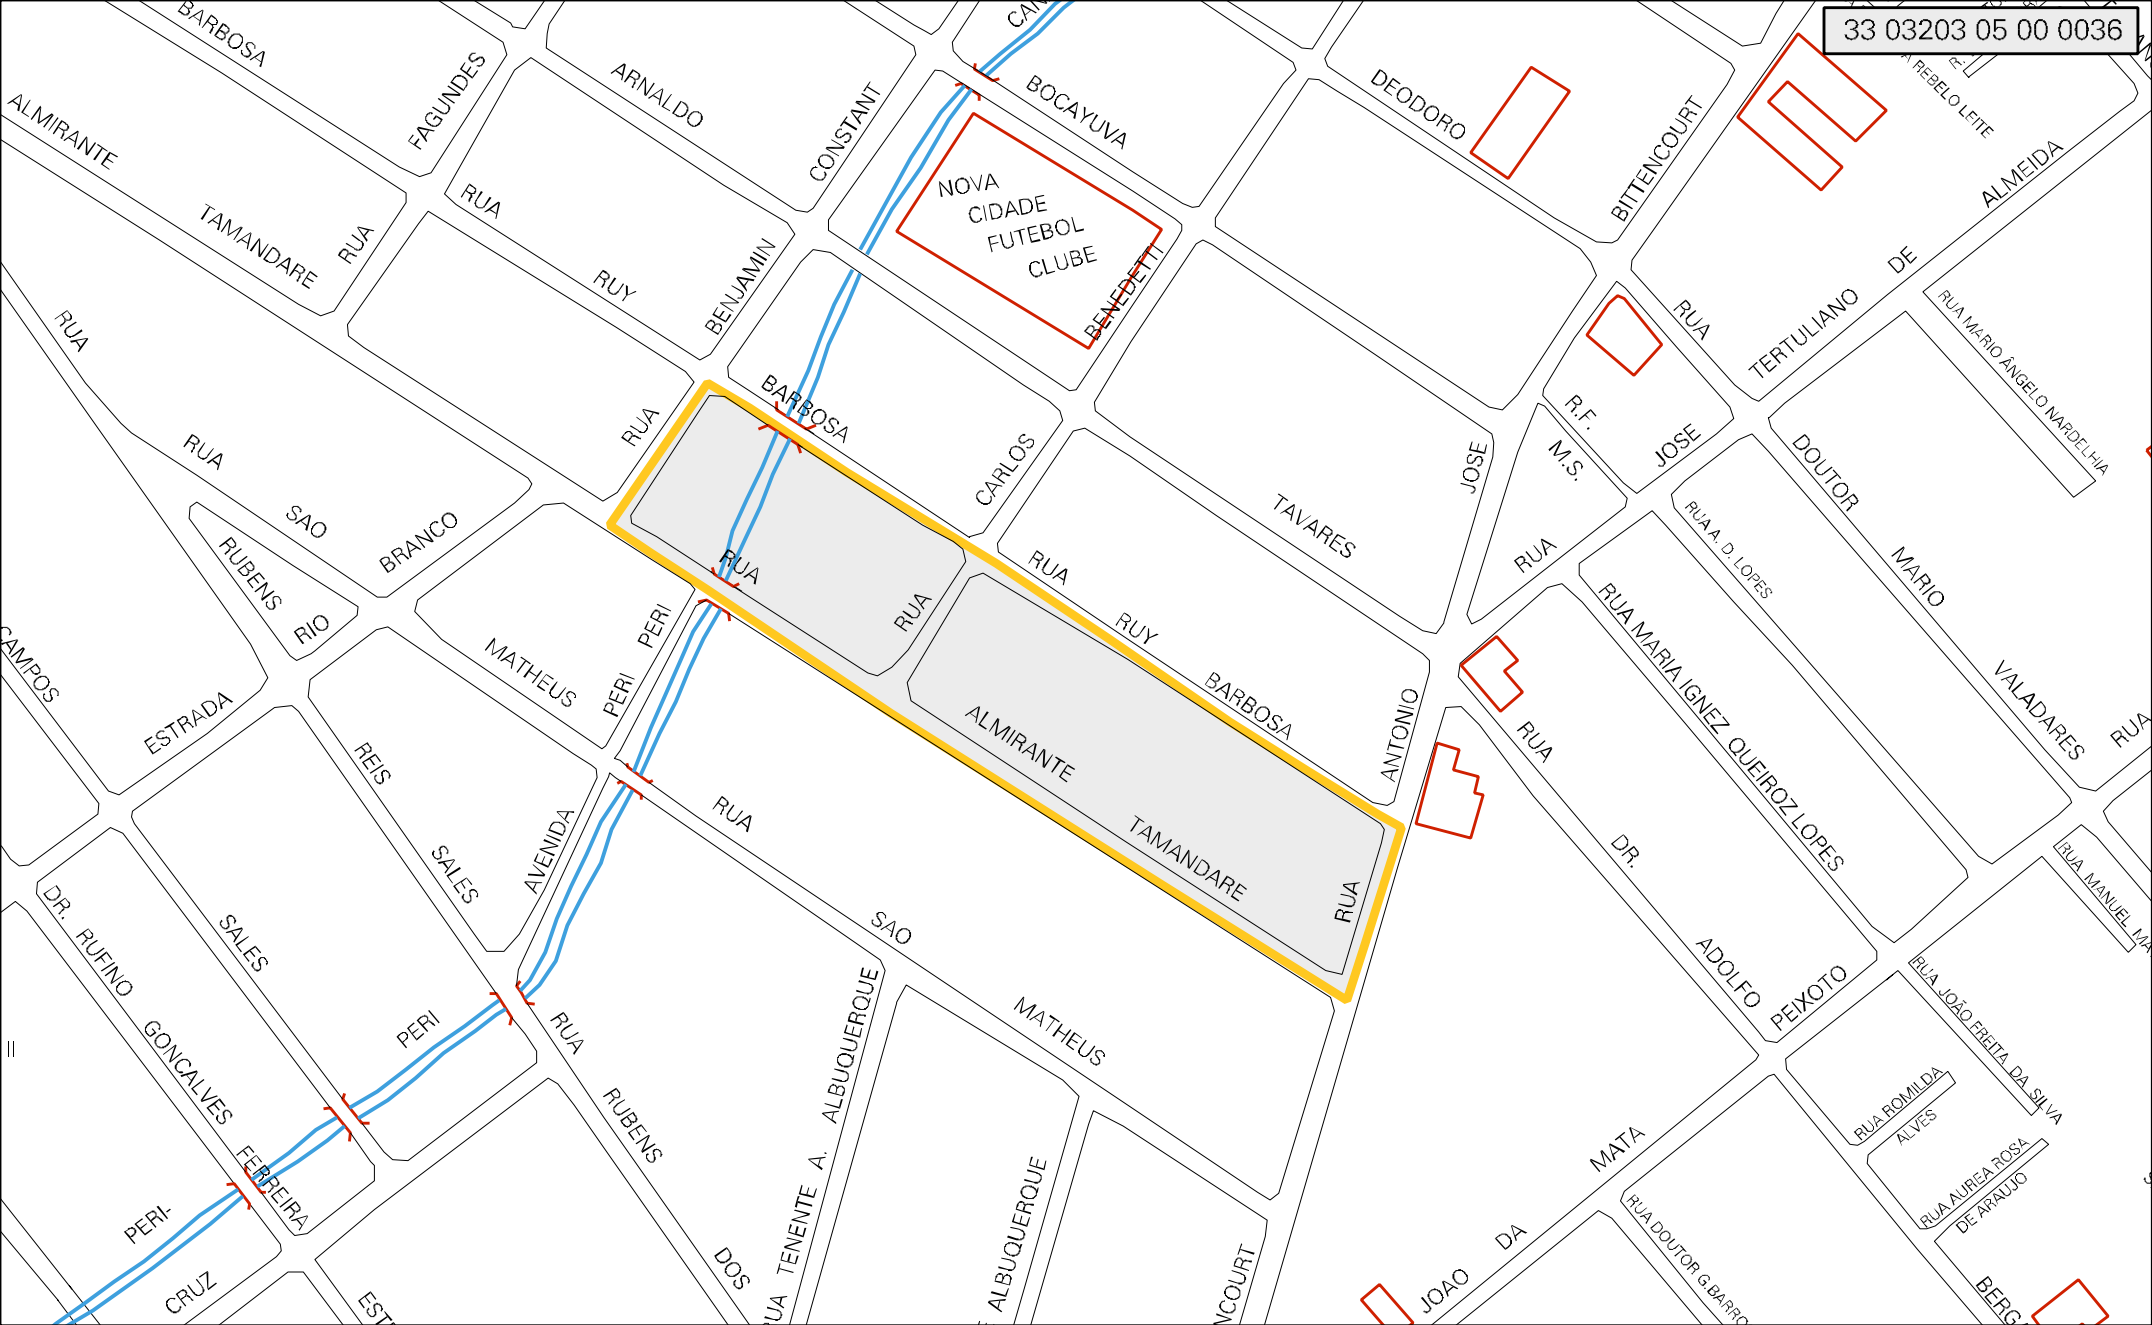 33 03203 05 00 0036
BARBOSA
FAGUNDES
ARNALDO
CONSTANT
BOCAYUVA
DEODORO
BITTENCOURT
A REBELO LEITE
ALMEIDA
ALMIRANTE
TAMANDARE
RUA
RUA
RUY
BENJAMIN
NOVA
CIDADE
FUTEBOL
CLUBE
BENEDETTI
DE
TERTULIANO
RUA
RUA MARIO ÂNGELO NARDELHIA
RUA
RUA
SAO
BRANCO
RUA
BARBOSA
CARLOS
TAVARES
JOSE
R.F.
M.S.
JOSE
RUA
DOUTOR
MARIO
VALADARES
RUA
RUA A. D. LOPES
RUBENS
RIO
CAMPOS
ESTRADA
MATHEUS
PERI
PERI
RUA
RUA
RUA
RUY
BARBOSA
ANTONIO
RUA MARIA IGNEZ QUEIROZ LOPES
ALMIRANTE
TAMANDARE
RUA
RUA
DR.
ADOLFO
PEIXOTO
RUA MANUEL MA
REIS
SALES
AVENIDA
RUA
SAO
MATHEUS
DR.
RUFINO
GONCALVES
FERREIRA
SALES
PERI
PERI-
CRUZ
RUA
RUBENS
DOS
EST
RUA TENENTE A. ALBUQUERQUE
E ALBUQUERQUE
NCOURT
RUA JOÃO FREITA DA SILVA
RUA ROMILDA
ALVES
RUA AUREA ROSA
DE ARAUJO
MATA
DA
JOAO
RUA DOUTOR G.BARRO
BERG